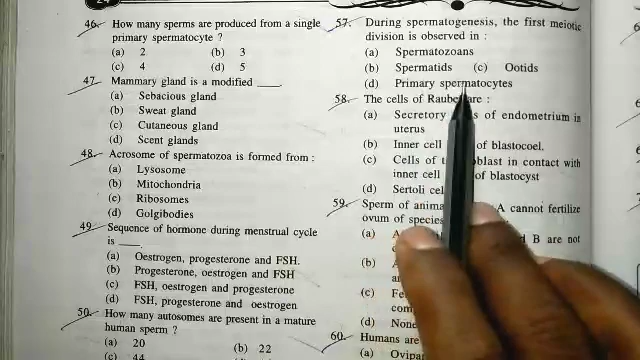 46. How many sperms are produced from a single
primary spermatocyte ?
(a) 2 (b) 3
(c) 4 (d) 5
47. Mammary gland is a modified ____
(a) Sebacious gland
(b) Sweat gland
(c) Cutaneous gland
(d) Scent glands
48. Acrosome of spermatozoa is formed from :
(a) Lysosome
(b) Mitochondria
(c) Ribosomes
(d) Golgibodies
49. Sequence of hormone during menstrual cycle
is ____.
(a) Oestrogen, progesterone and FSH.
(b) Progesterone, oestrogen and FSH
(c) FSH, oestrogen and progesterone
(d) FSH, progesterone and oestrogen
50. How many autosomes are present in a mature
human sperm ?
(a) 20 (b) 22
(c) 44
57. During spermatogenesis, the first meiotic
division is observed in :
(a) Spermatozoans
(b) Spermatids (c) Ootids
(d) Primary spermatocytes
58. The cells of Rauber are :
(a) Secretory of endometrium in
uterus
(b) Inner cell of blastocoel.
(c) Cells of in contact with
inner cell of blastocyst
(d) Sertoli
59. Sperm of A cannot fertilize
ovum of
(a) B are not
(b)
(c)
(d) None
60. Humans are
(a)